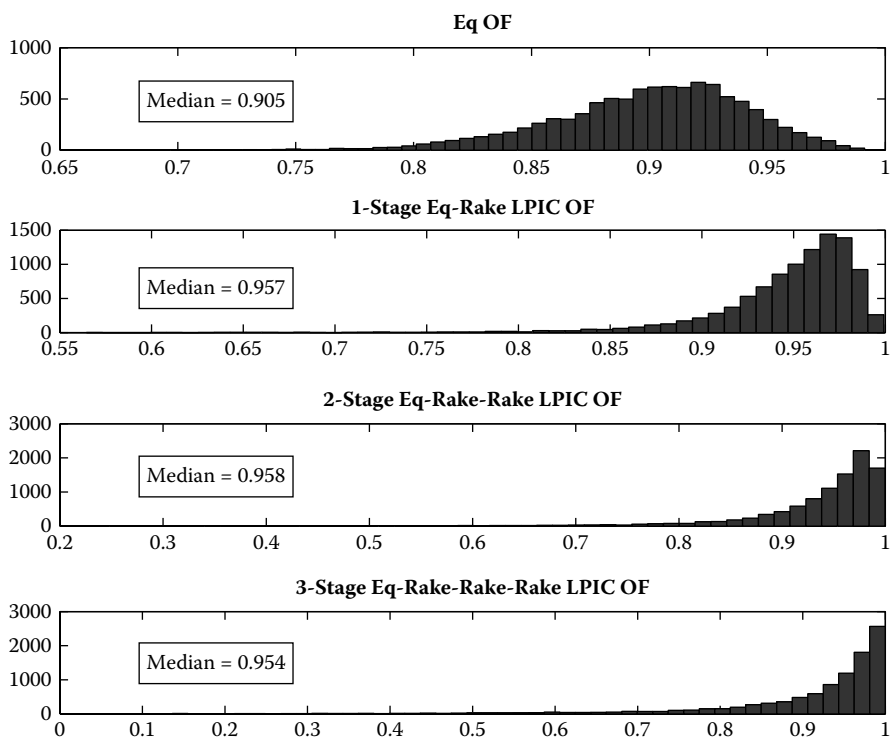 Eq OF
1000
500
0
Median = 0.905
0.65 0.7 0.75 0.8 0.85 0.9 0.95 1
1-Stage Eq-Rake LPIC OF
1500
1000
500
0
Median = 0.957
0.55 0.6 0.65 0.7 0.75 0.8 0.85 0.9 0.95 1
2-Stage Eq-Rake-Rake LPIC OF
3000
2000
1000
0
Median = 0.958
0.2 0.3 0.4 0.5 0.6 0.7 0.8 0.9 1
3-Stage Eq-Rake-Rake-Rake LPIC OF
3000
2000
1000
0
Median = 0.954
0 0.1 0.2 0.3 0.4 0.5 0.6 0.7 0.8 0.9 1